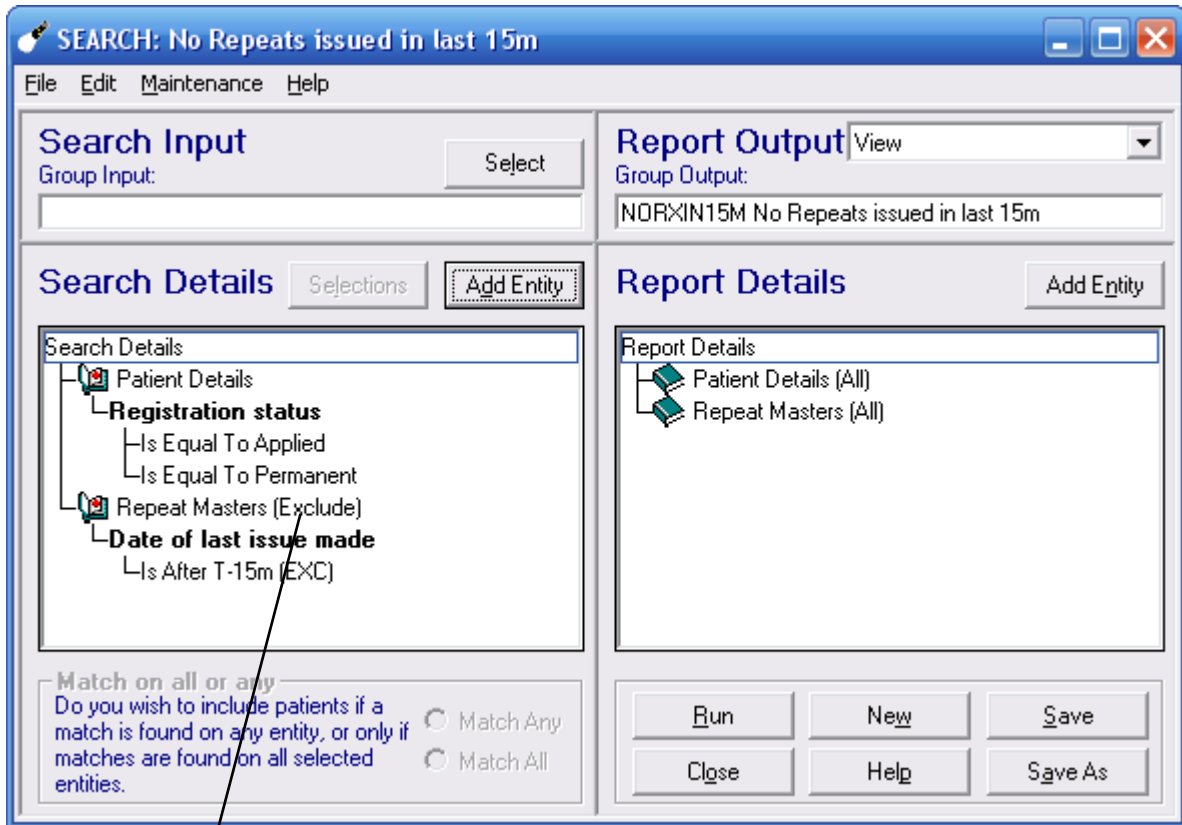 SEARCH: No Repeats issued in last 15m
File Edit Maintenance Help
Search Input
Select
Group Input:
Report Output
View
Group Output:
NORXIN15M No Repeats issued in last 15m
Search Details
Selections
Add Entity
Search Details
Patient Details
Registration status
Is Equal To Applied
Is Equal To Permanent
Repeat Masters (Exclude)
Date of last issue made
Is After T-15m (EXC)
Match on all or any
Do you wish to include patients if a
match is found on any entity, or only if
matches are found on all selected
entities.
Match Any
Match All
Report Details
Add Entity
Report Details
Patient Details (All)
Repeat Masters (All)
Run
New
Save
Close
Help
Save As